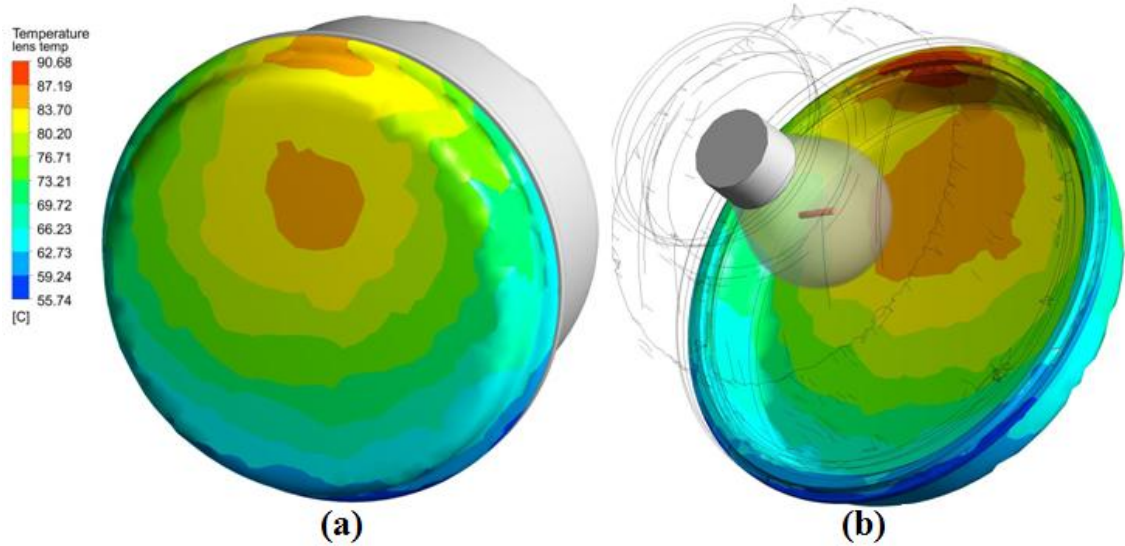 Temperature
lens temp
90.68
87.19
83.70
80.20
76.71
73.21
69.72
66.23
62.73
59.24
55.74
[C]
(a)
(b)